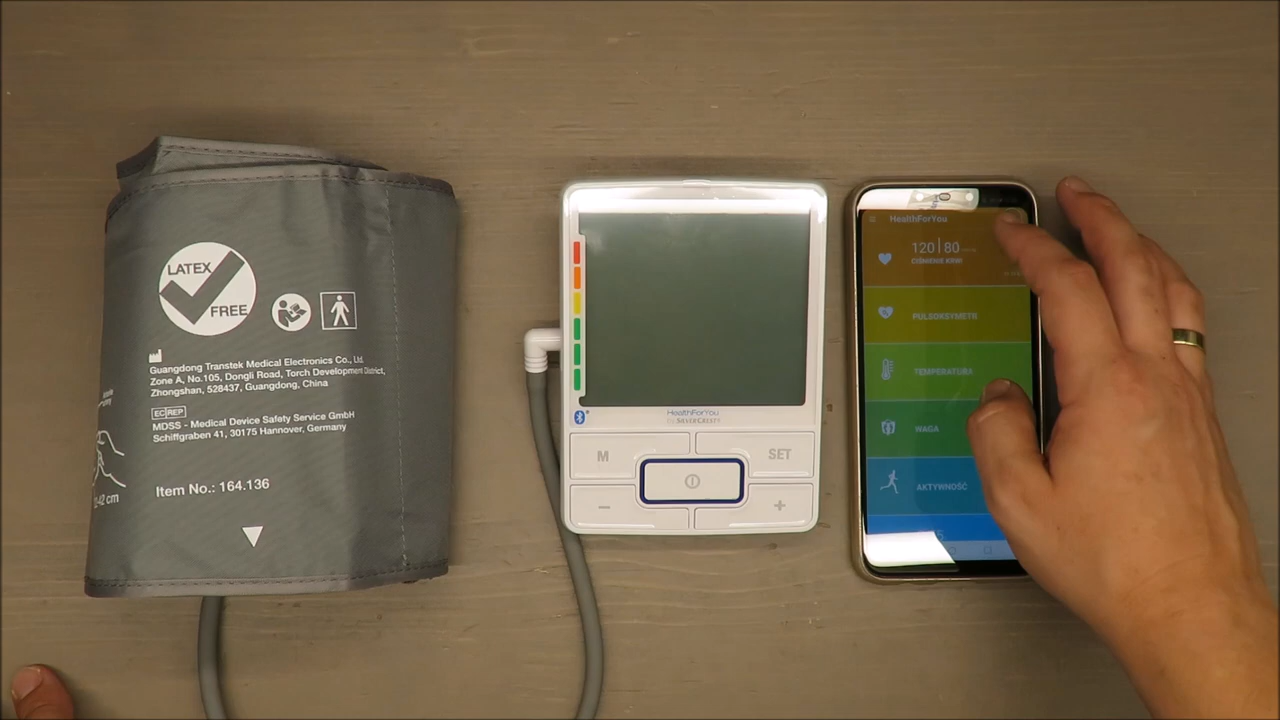 LATEX
FREE
Guangdong Transtek Medical Electronics Co., Ltd.
Zone A, No.105, Dongli Road, Torch Development District,
Zhongshan, 528437, Guangdong, China
EC REP
MDSS - Medical Device Safety Service GmbH
Schiffgraben 41, 30175 Hannover, Germany
Item No.: 164.136
-42 cm
HealthForYou
by SILVERCREST
M
SET
−
+
HealthForYou
120|80
CIŚNIENIE KRWI
PULSOKSYMETR
TEMPERATURA
WAGA
AKTYWNOŚĆ